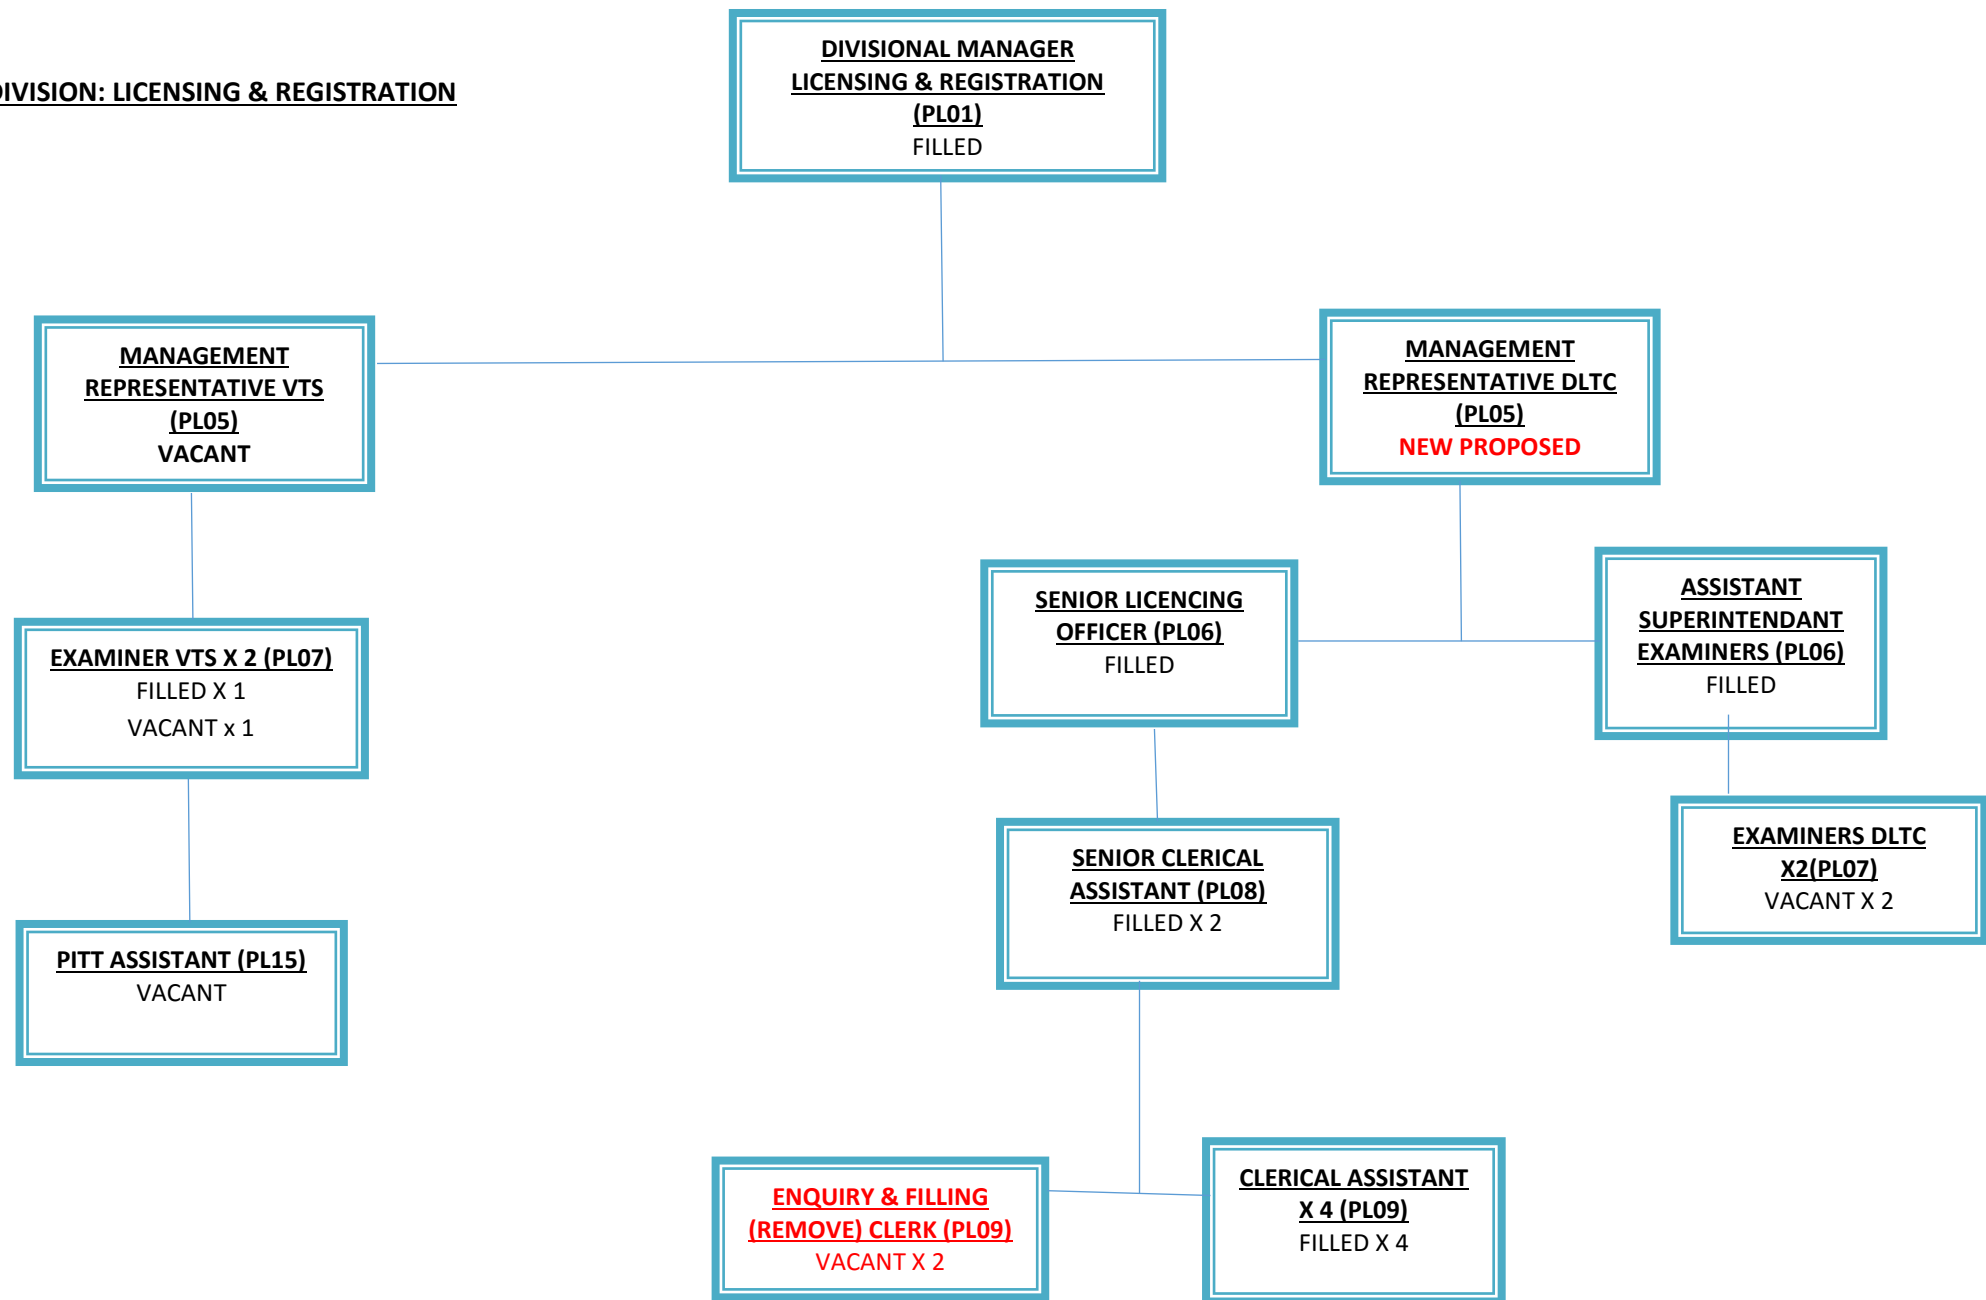 DIVISIONAL MANAGER
LICENSING & REGISTRATION
(PL01)
FILLED
DIVISION: LICENSING & REGISTRATION
MANAGEMENT
REPRESENTATIVE VTS
(PL05)
VACANT
MANAGEMENT
REPRESENTATIVE DLTC
(PL05)
NEW PROPOSED
SENIOR LICENCING
OFFICER (PL06)
FILLED
ASSISTANT
SUPERINTENDANT
EXAMINERS (PL06)
FILLED
EXAMINER VTS X 2 (PL07)
FILLED X 1
VACANT x 1
SENIOR CLERICAL
ASSISTANT (PL08)
FILLED X 2
EXAMINERS DLTC
X2(PL07)
VACANT X 2
PITT ASSISTANT (PL15)
VACANT
ENQUIRY & FILLING
(REMOVE) CLERK (PL09)
VACANT X 2
CLERICAL ASSISTANT
X 4 (PL09)
FILLED X 4